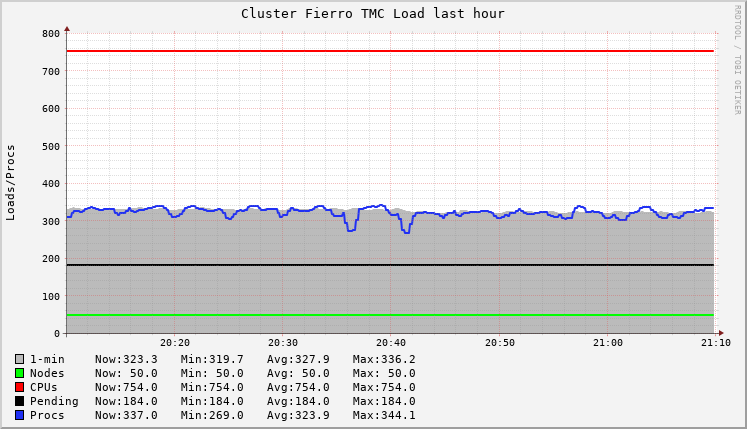 Cluster Fierro TMC Load last hour
RRDTOOL / TOBI OETIKER
Loads/Procs
800
700
600
500
400
300
200
100
0
20:20 20:30 20:40 20:50 21:00 21:10
1-min Now:323.3 Min:319.7 Avg:327.9 Max:336.2
Nodes Now: 50.0 Min: 50.0 Avg: 50.0 Max: 50.0
CPUs Now:754.0 Min:754.0 Avg:754.0 Max:754.0
Pending Now:184.0 Min:184.0 Avg:184.0 Max:184.0
Procs Now:337.0 Min:269.0 Avg:323.9 Max:344.1